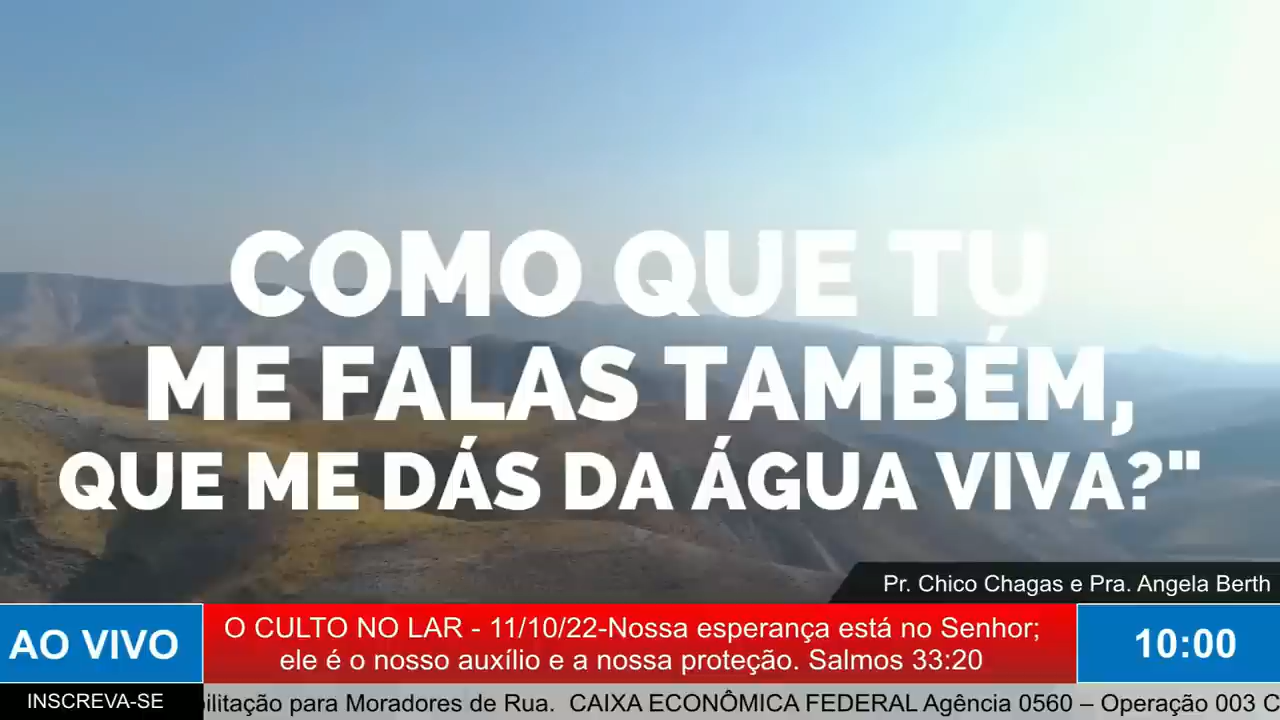 COMO QUE TU
ME FALAS TAMBÉM,
QUE ME DÁS DA ÁGUA VIVA?"
Pr. Chico Chagas e Pra. Angela Berth
AO VIVO
O CULTO NO LAR - 11/10/22-Nossa esperança está no Senhor;
ele é o nosso auxílio e a nossa proteção. Salmos 33:20
10:00
INSCREVA-SE
ilitação para Moradores de Rua.  CAIXA ECONÔMICA FEDERAL Agência 0560 – Operação 003 C